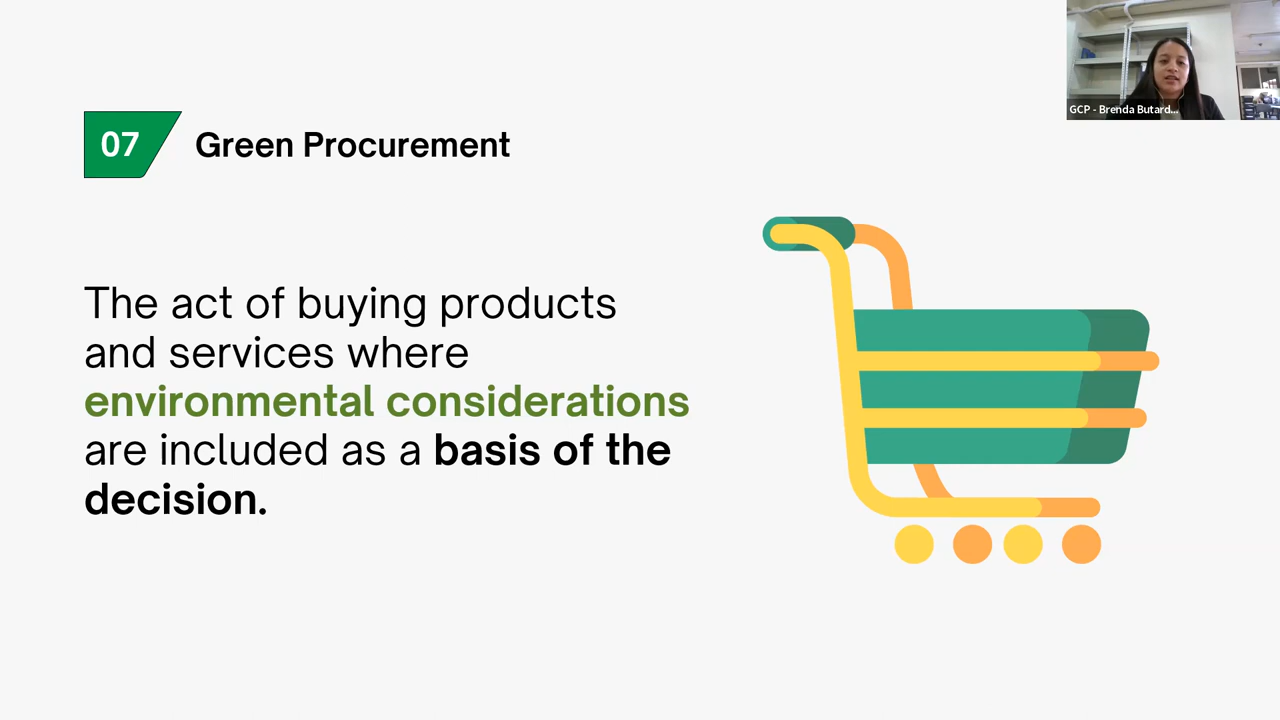 GCP - Brenda Butard...
07 Green Procurement
The act of buying products
and services where
environmental considerations
are included as a basis of the
decision.